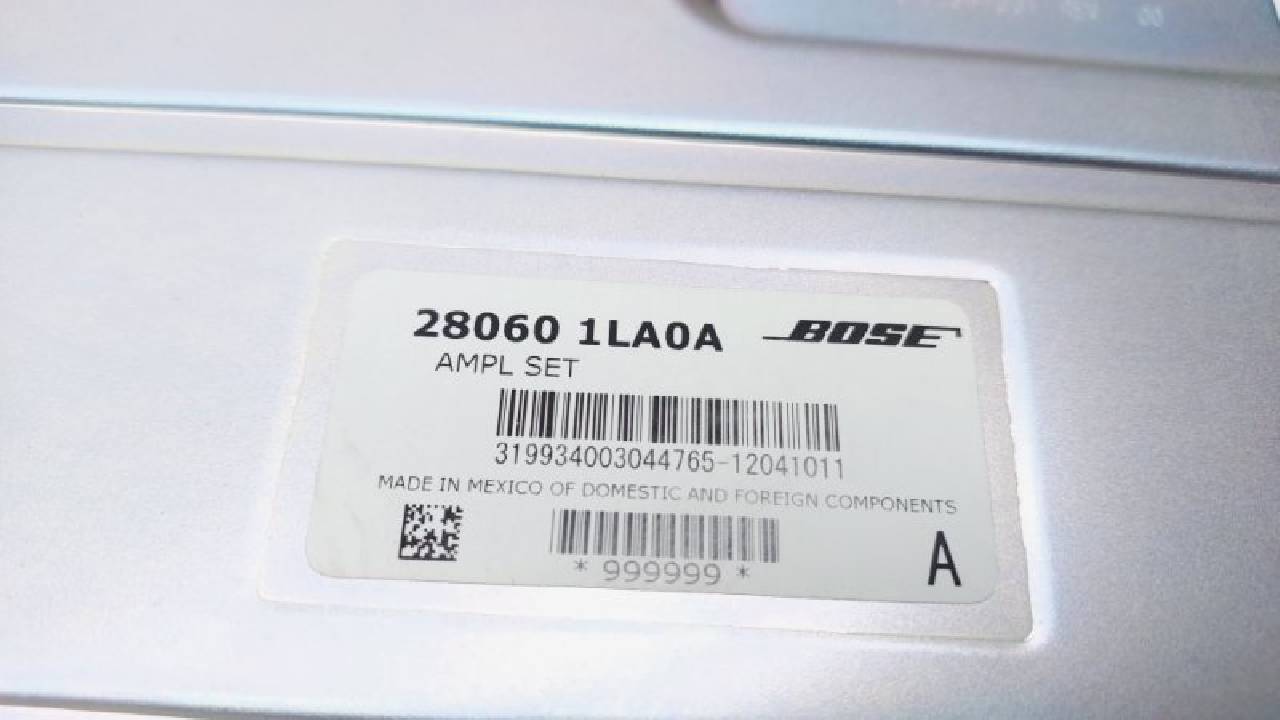 28060 1LA0A BOSE
AMPL SET
319934003044765-12041011
MADE IN MEXICO OF DOMESTIC AND FOREIGN COMPONENTS
* 999999 *
A